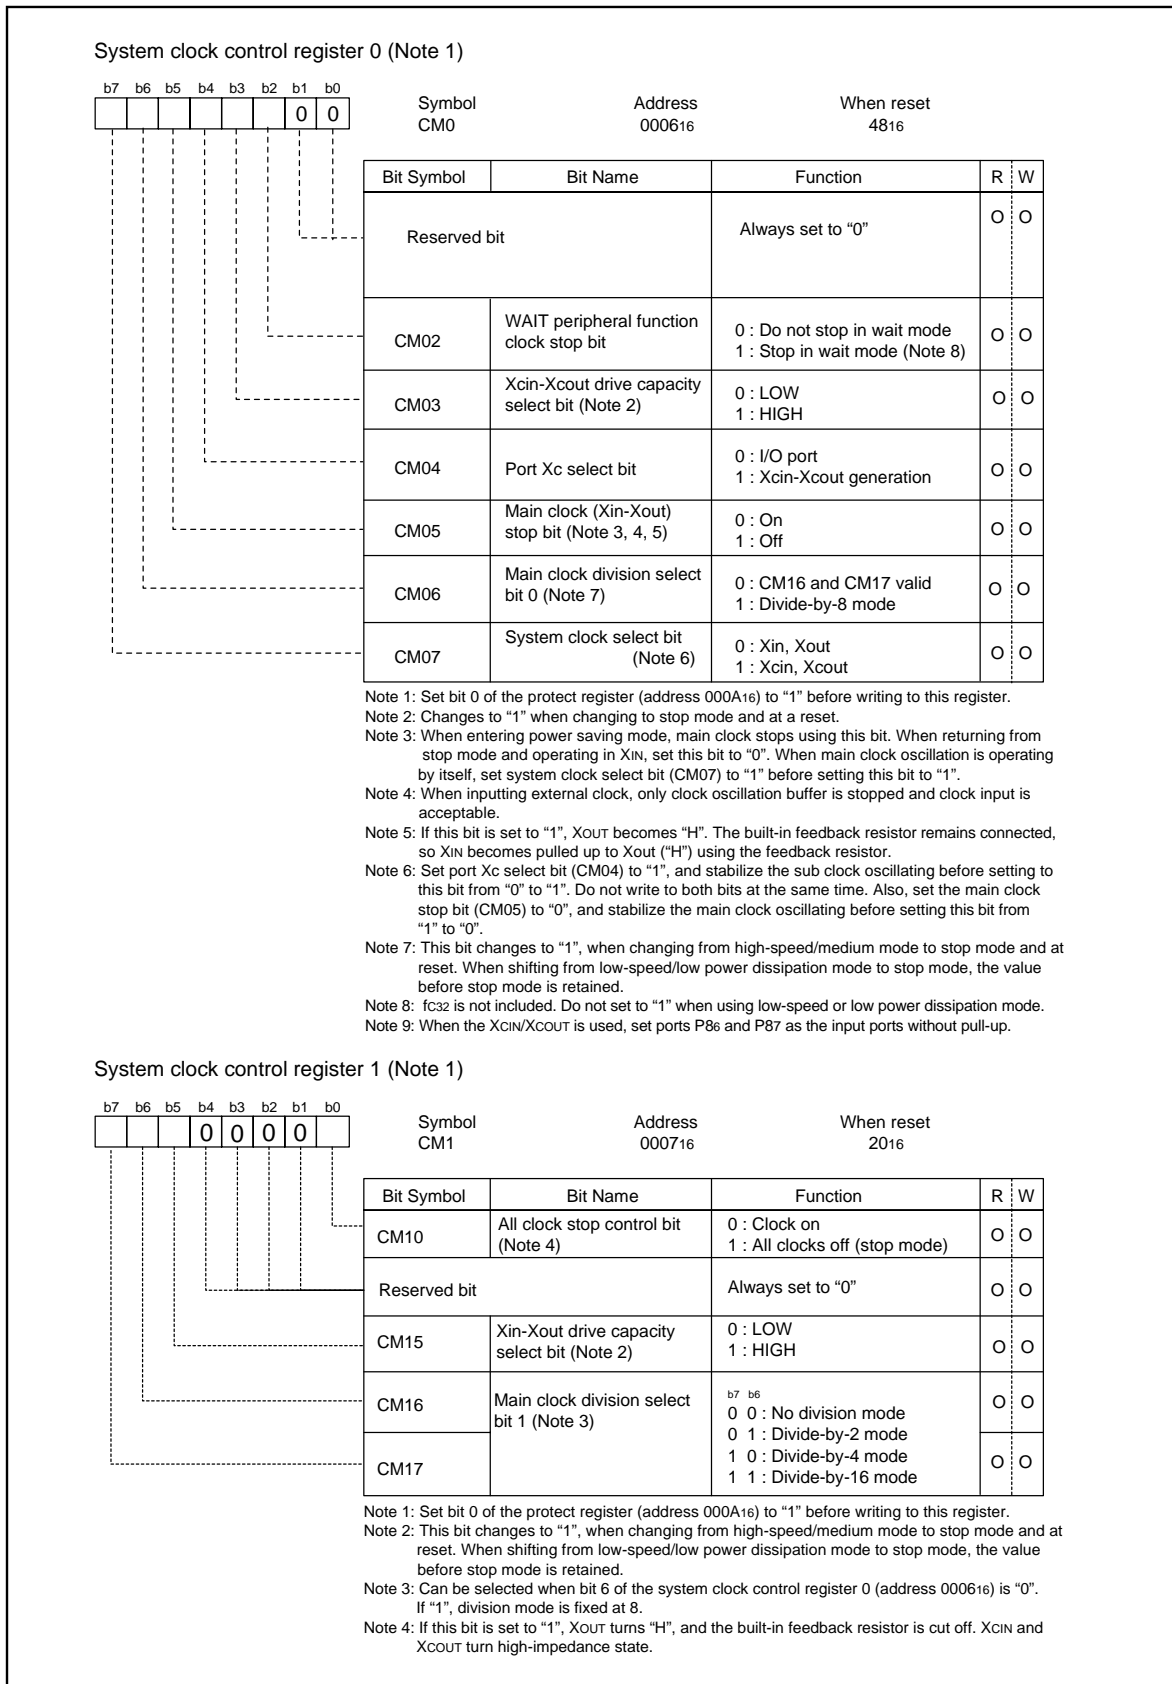 System clock control register 0 (Note 1)
b7 b6 b5 b4 b3 b2 b1 b0
0 0
Symbol Address When reset
CM0 000616 4816
Bit Symbol Bit Name Function R W
Reserved bit Always set to “0” O O
WAIT peripheral function
clock stop bit
CM02 0 : Do not stop in wait mode O O
1 : Stop in wait mode (Note 8)
Xcin-Xcout drive capacity
select bit (Note 2)
CM03 0 : LOW O O
1 : HIGH
CM04 Port Xc select bit 0 : I/O port O O
1 : Xcin-Xcout generation
Main clock (Xin-Xout)
stop bit (Note 3, 4, 5)
CM05 0 : On O O
1 : Off
Main clock division select
bit 0 (Note 7)
CM06 0 : CM16 and CM17 valid O O
1 : Divide-by-8 mode
System clock select bit
(Note 6)
CM07 0 : Xin, Xout O O
1 : Xcin, Xcout
Note 1: Set bit 0 of the protect register (address 000A16) to “1” before writing to this register.
Note 2: Changes to “1” when changing to stop mode and at a reset.
Note 3: When entering power saving mode, main clock stops using this bit. When returning from
stop mode and operating in XIN, set this bit to “0”. When main clock oscillation is operating
by itself, set system clock select bit (CM07) to “1” before setting this bit to “1”.
Note 4: When inputting external clock, only clock oscillation buffer is stopped and clock input is
acceptable.
Note 5: If this bit is set to “1”, XOUT becomes “H”. The built-in feedback resistor remains connected,
so XIN becomes pulled up to Xout (“H”) using the feedback resistor.
Note 6: Set port Xc select bit (CM04) to “1”, and stabilize the sub clock oscillating before setting to
this bit from “0” to “1”. Do not write to both bits at the same time. Also, set the main clock
stop bit (CM05) to “0”, and stabilize the main clock oscillating before setting this bit from
“1” to “0”.
Note 7: This bit changes to “1”, when changing from high-speed/medium mode to stop mode and at
reset. When shifting from low-speed/low power dissipation mode to stop mode, the value
before stop mode is retained.
Note 8: fC32 is not included. Do not set to “1” when using low-speed or low power dissipation mode.
Note 9: When the XCIN/XCOUT is used, set ports P86 and P87 as the input ports without pull-up.
System clock control register 1 (Note 1)
b7 b6 b5 b4 b3 b2 b1 b0
0 0 0 0
Symbol Address When reset
CM1 000716 2016
Bit Symbol Bit Name Function R W
CM10 All clock stop control bit 0 : Clock on O O
(Note 4) 1 : All clocks off (stop mode)
Reserved bit Always set to “0” O O
CM15 Xin-Xout drive capacity 0 : LOW O O
select bit (Note 2) 1 : HIGH
b7 b6
CM16 Main clock division select 0 0 : No division mode O O
bit 1 (Note 3) 0 1 : Divide-by-2 mode
1 0 : Divide-by-4 mode
CM17 1 1 : Divide-by-16 mode O O
Note 1: Set bit 0 of the protect register (address 000A16) to “1” before writing to this register.
Note 2: This bit changes to “1”, when changing from high-speed/medium mode to stop mode and at
reset. When shifting from low-speed/low power dissipation mode to stop mode, the value
before stop mode is retained.
Note 3: Can be selected when bit 6 of the system clock control register 0 (address 000616) is “0”.
If “1”, division mode is fixed at 8.
Note 4: If this bit is set to “1”, XOUT turns “H”, and the built-in feedback resistor is cut off. XCIN and
XCOUT turn high-impedance state.